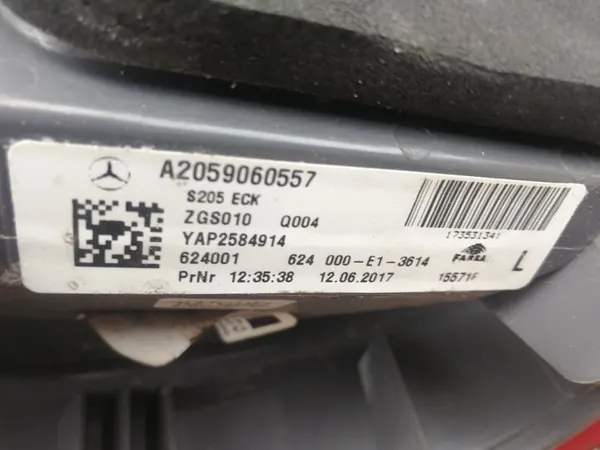 A2059060557
S205 ECK
ZGS010 Q004
YAP2584914
173531341
624001 624 000-E1-3614
FARBA L
PrNr 12:35:38 12.06.2017 15571F